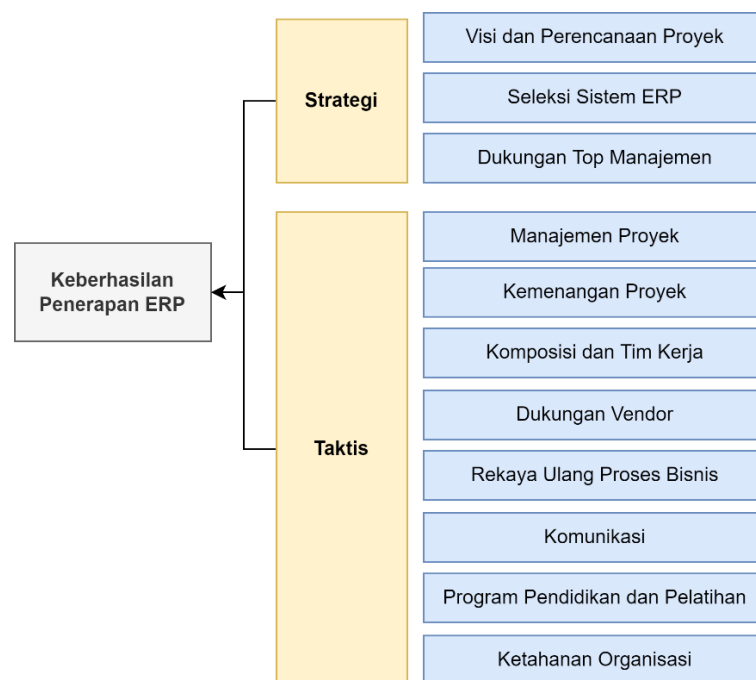 Visi dan Perencanaan Proyek
Strategi
Seleksi Sistem ERP
Dukungan Top Manajemen
Keberhasilan
Penerapan ERP
Taktis
Manajemen Proyek
Kemenangan Proyek
Komposisi dan Tim Kerja
Dukungan Vendor
Rekaya Ulang Proses Bisnis
Komunikasi
Program Pendidikan dan Pelatihan
Ketahanan Organisasi